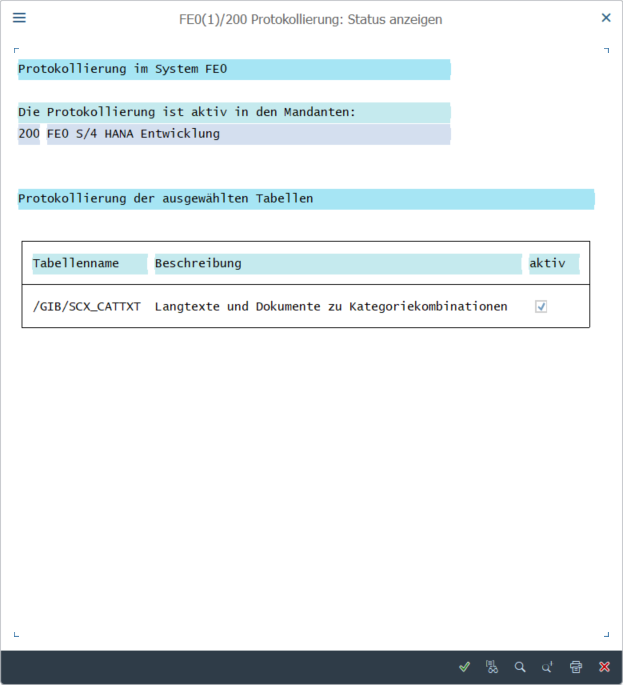 FE0(1)/200 Protokollierung: Status anzeigen
Protokollierung im System FE0
Die Protokollierung ist aktiv in den Mandanten:
200 FE0 S/4 HANA Entwicklung
Protokollierung der ausgewählten Tabellen
Tabellenname Beschreibung aktiv
/GIB/SCX_CATTXT Langtexte und Dokumente zu Kategoriekombinationen